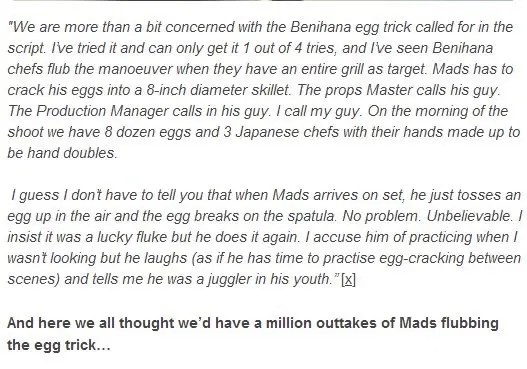 "We are more than a bit concerned with the Benihana egg trick called for in the
script. I've tried it and can only get it 1 out of 4 tries, and I've seen Benihana
chefs flub the manoeuver when they have an entire grill as target. Mads has to
crack his eggs into a 8-inch diameter skillet. The props Master calls his guy.
The Production Manager calls in his guy. I call my guy. On the morning of the
shoot we have 8 dozen eggs and 3 Japanese chefs with their hands made up to
be hand doubles.
I guess I don't have to tell you that when Mads arrives on set, he just tosses an
egg up in the air and the egg breaks on the spatula. No problem. Unbelievable. I
insist it was a lucky fluke but he does it again. I accuse him of practicing when I
wasn't looking but he laughs (as if he has time to practise egg-cracking between
scenes) and tells me he was a juggler in his youth." [x]
And here we all thought we'd have a million outtakes of Mads flubbing
the egg trick…